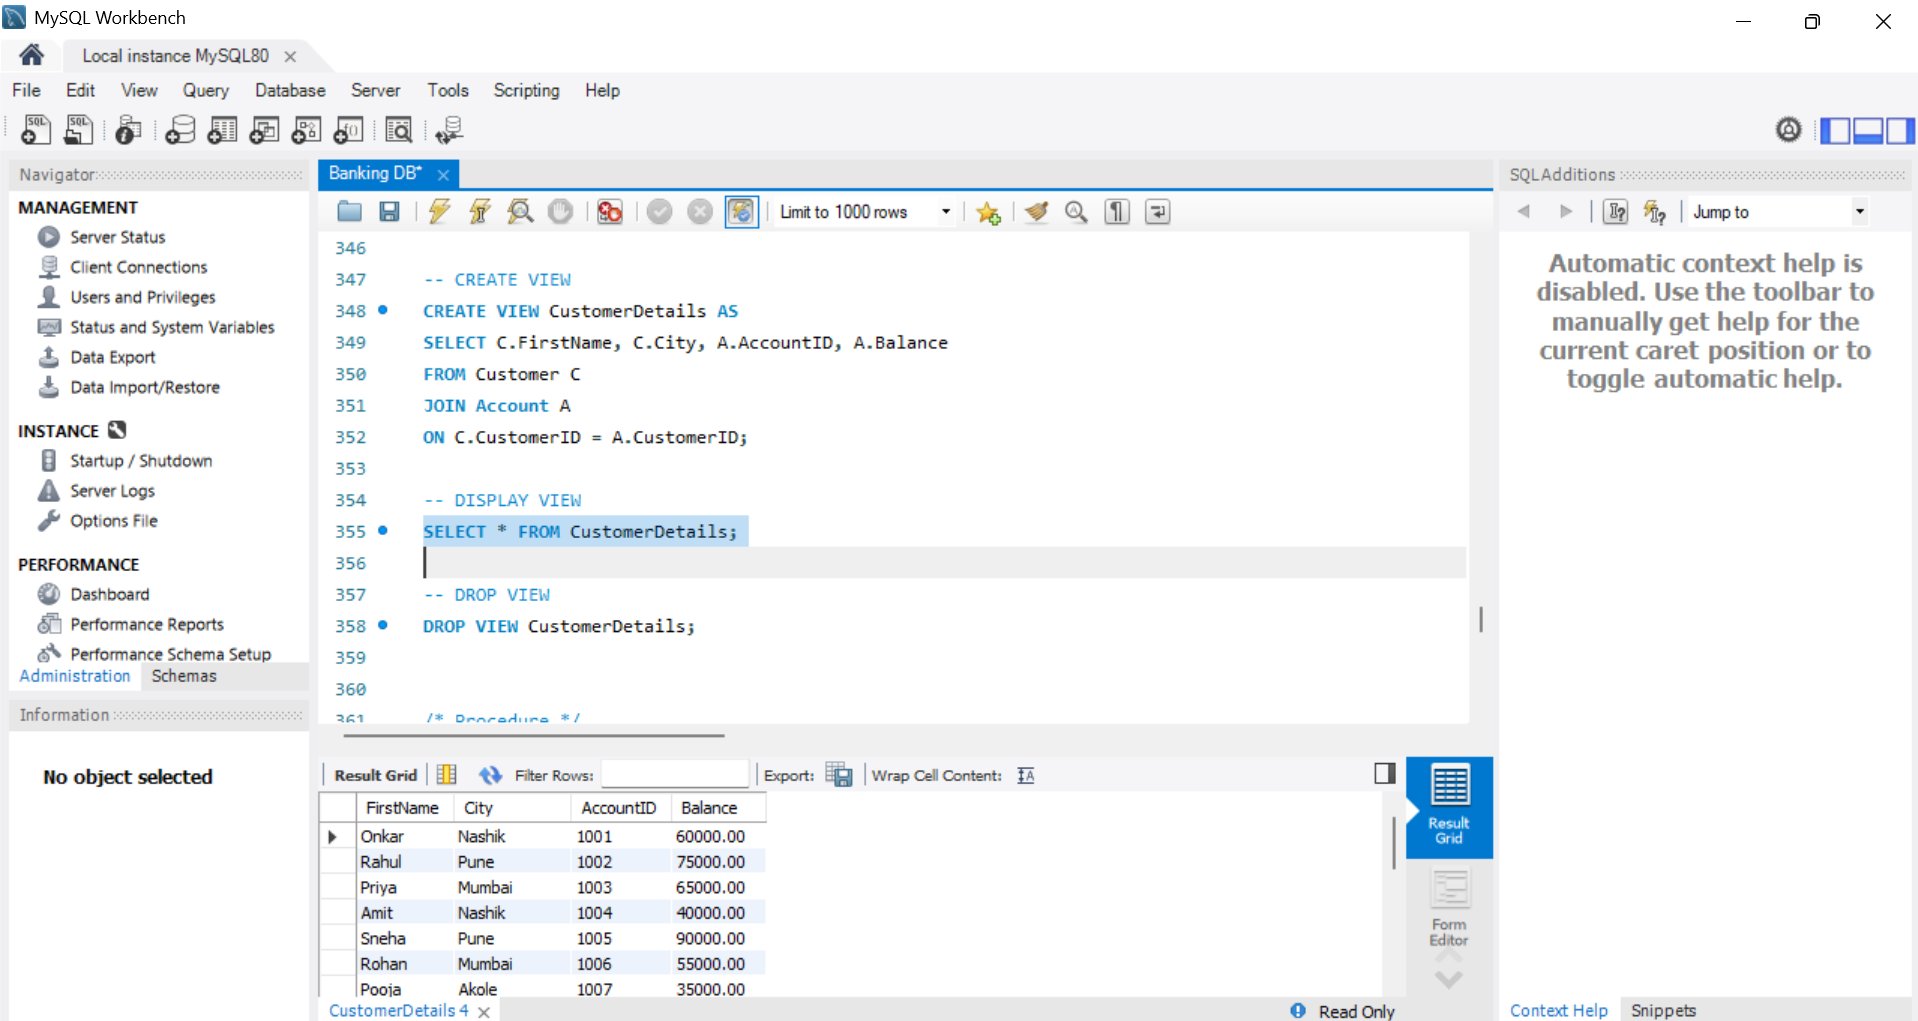 MySQL Workbench
Local instance MySQL80
File Edit View Query Database Server Tools Scripting Help
Navigator
MANAGEMENT
Server Status
Client Connections
Users and Privileges
Status and System Variables
Data Export
Data Import/Restore
INSTANCE
Startup / Shutdown
Server Logs
Options File
PERFORMANCE
Dashboard
Performance Reports
Performance Schema Setup
Administration Schemas
Information
No object selected
Banking DB*
Limit to 1000 rows
346
347 -- CREATE VIEW
348 CREATE VIEW CustomerDetails AS
349 SELECT C.FirstName, C.City, A.AccountID, A.Balance
350 FROM Customer C
351 JOIN Account A
352 ON C.CustomerID = A.CustomerID;
353
354 -- DISPLAY VIEW
355 SELECT * FROM CustomerDetails;
356
357 -- DROP VIEW
358 DROP VIEW CustomerDetails;
359
360
361 /* Procedure */
Result Grid Filter Rows: Export: Wrap Cell Content:
FirstName City AccountID Balance
Onkar Nashik 1001 60000.00
Rahul Pune 1002 75000.00
Priya Mumbai 1003 65000.00
Amit Nashik 1004 40000.00
Sneha Pune 1005 90000.00
Rohan Mumbai 1006 55000.00
Pooja Akole 1007 35000.00
Result
Grid
Form
Editor
CustomerDetails 4
Read Only
SQLAdditions
Jump to
Automatic context help is
disabled. Use the toolbar to
manually get help for the
current caret position or to
toggle automatic help.
Context Help Snippets